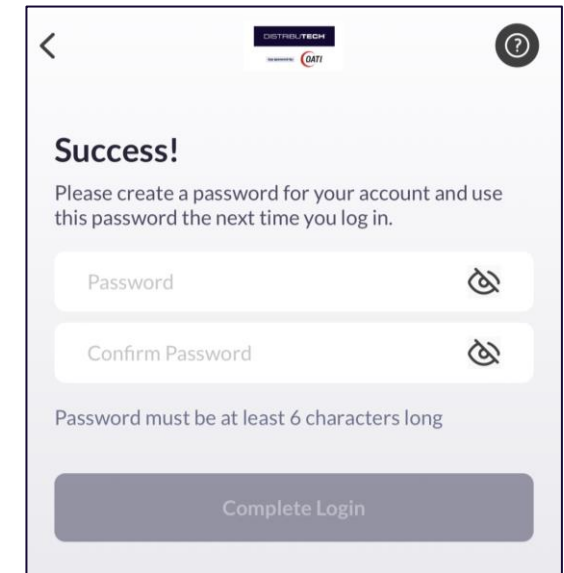 DISTRIBUTECH
OATI
?
Success!
Please create a password for your account and use
this password the next time you log in.
Password
Confirm Password
Password must be at least 6 characters long
Complete Login